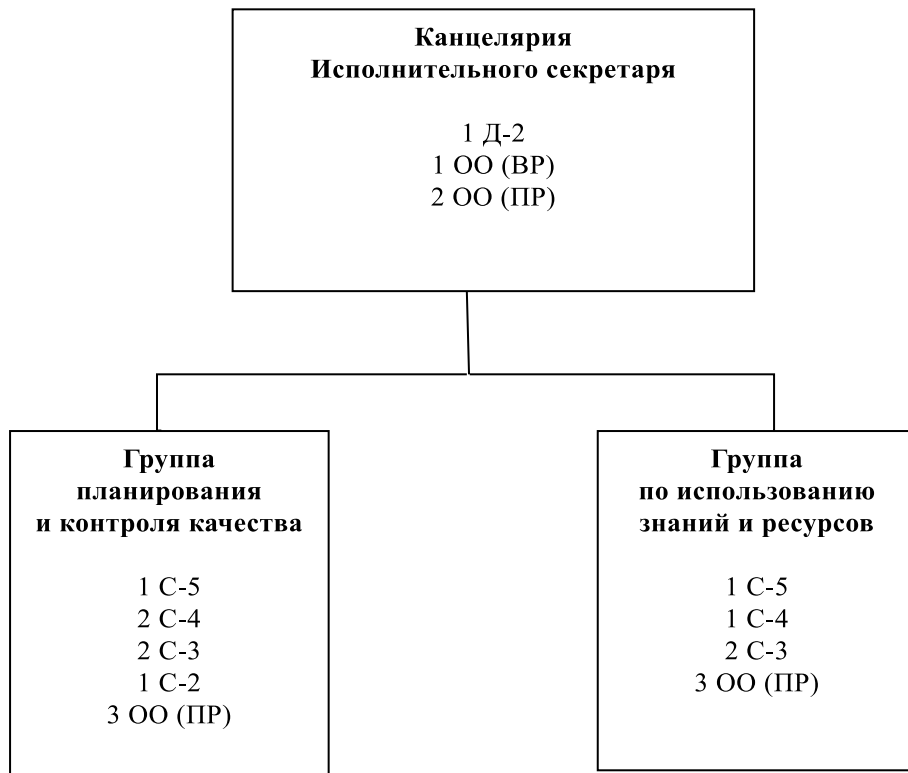 Канцелярия
Исполнительного секретаря
1 Д-2
1 ОО (ВР)
2 ОО (ПР)
Группа
планирования
и контроля качества
1 С-5
2 С-4
2 С-3
1 С-2
3 ОО (ПР)
Группа
по использованию
знаний и ресурсов
1 С-5
1 С-4
2 С-3
3 ОО (ПР)